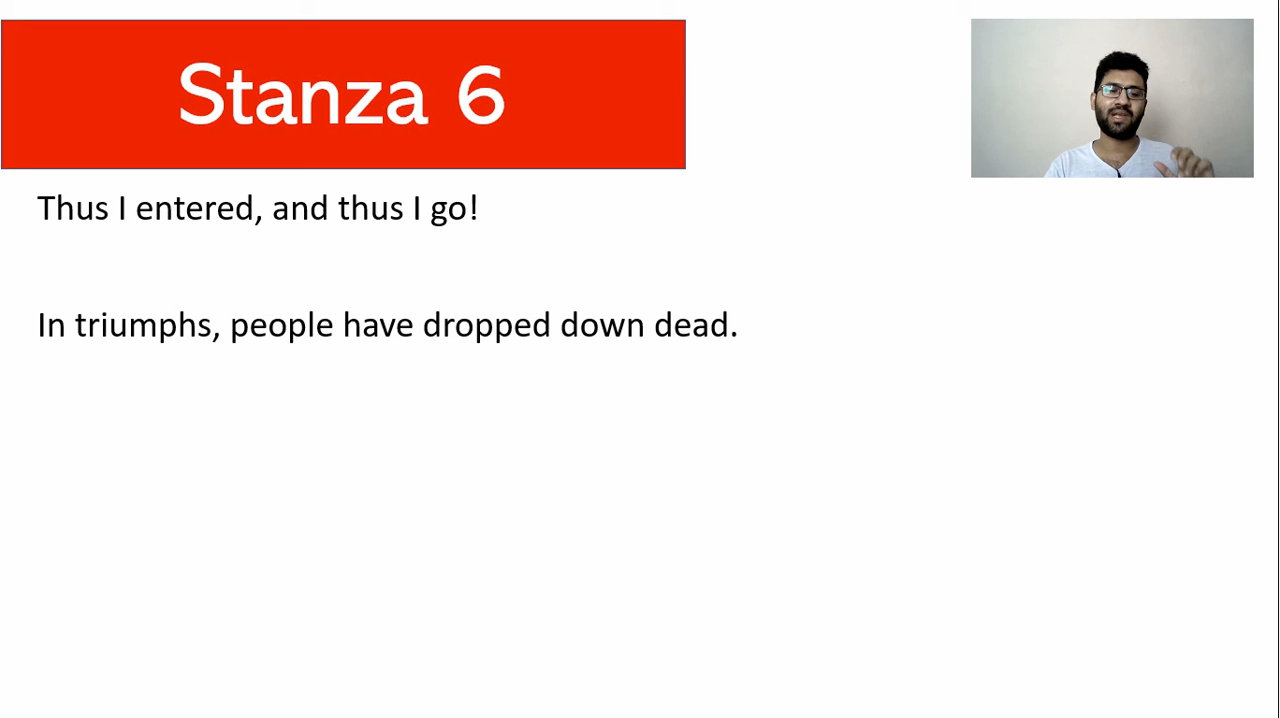 Stanza 6
Thus I entered, and thus I go!
In triumphs, people have dropped down dead.